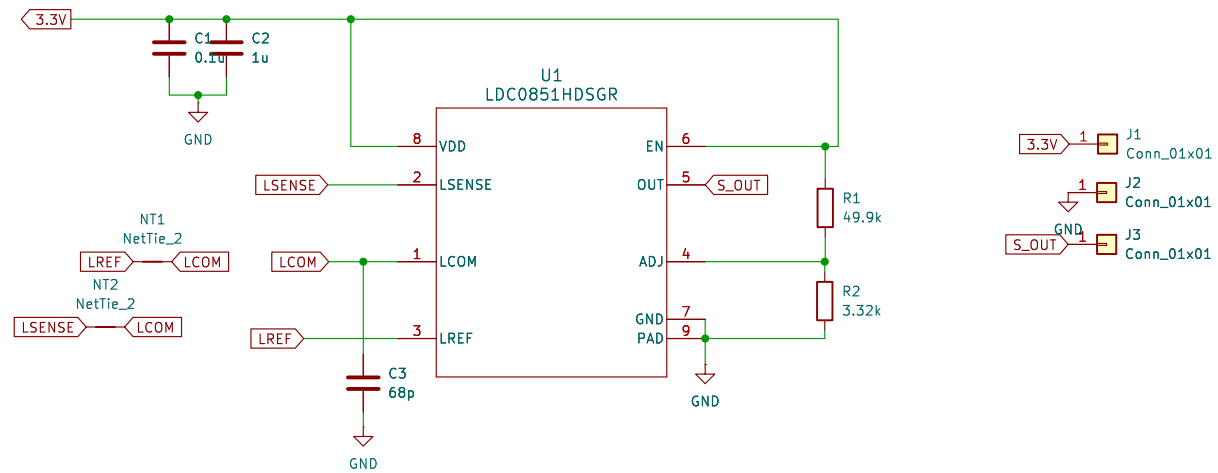 3.3V
C1
0.1u
C2
1u
GND
U1
LDC0851HDSGR
8
VDD
EN
6
2
LSENSE
LSENSE
OUT
5
S_OUT
R1
49.9k
NT1
NetTie_2
LREF
LCOM
LCOM
1
LCOM
ADJ
4
NT2
NetTie_2
LSENSE
LCOM
R2
3.32k
GND
7
LREF
3
LREF
PAD
9
C3
68p
GND
GND
3.3V
1
J1
Conn_01x01
1
J2
Conn_01x01
GND
S_OUT
1
J3
Conn_01x01